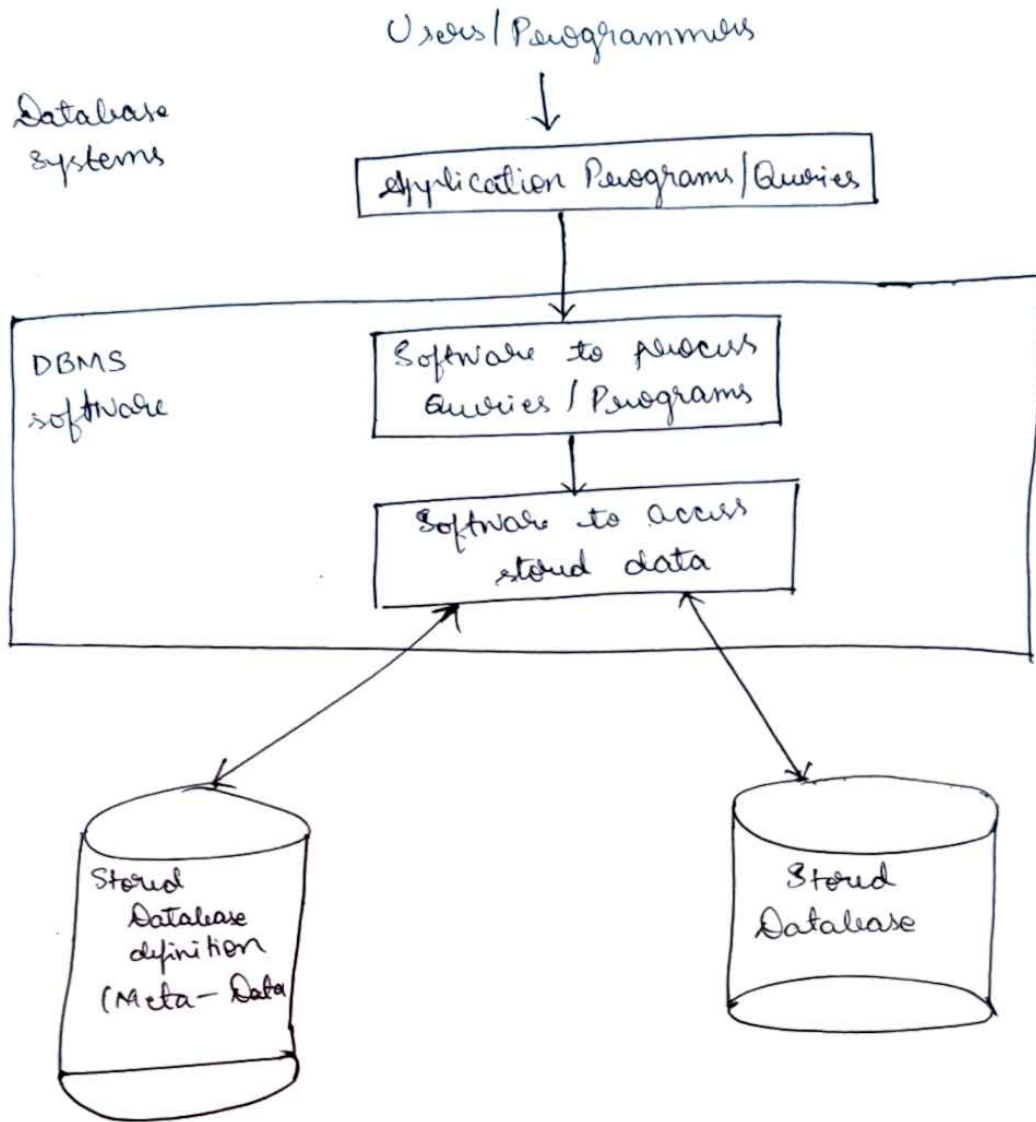 Users/Programmers
Database
Systems
Application Programs/Queries
DBMS
software
Software to process
Queries/Programs
Software to access
stored data
Stored
Database
definition
(Meta-Data
Stored
Database